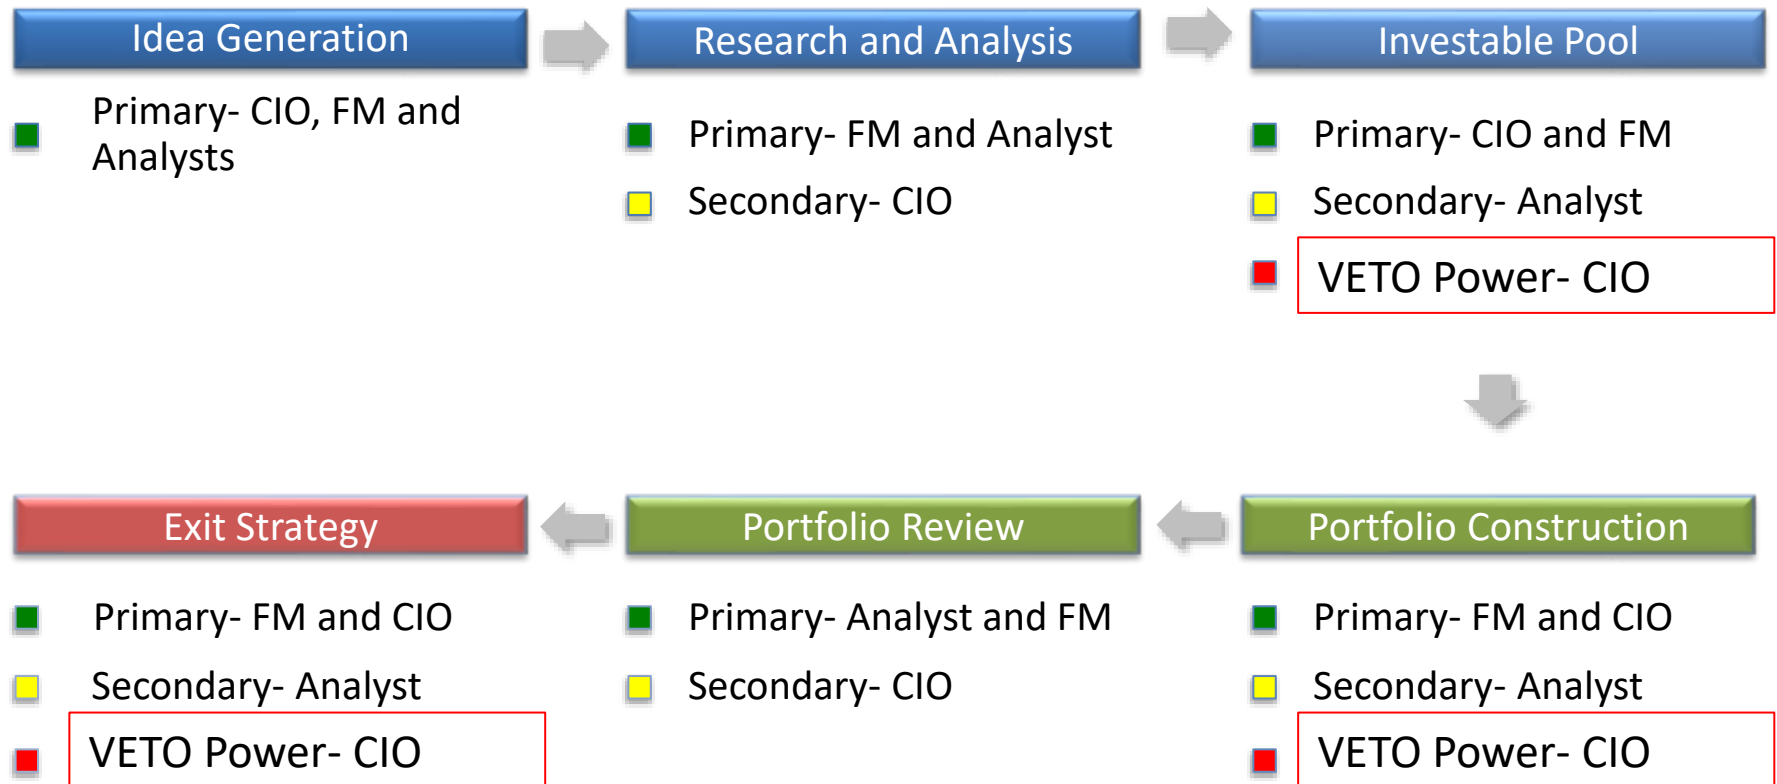 Idea Generation
Primary- CIO, FM and
Analysts
Research and Analysis
Primary- FM and Analyst
Secondary- CIO
Investable Pool
Primary- CIO and FM
Secondary- Analyst
VETO Power- CIO
Exit Strategy
Primary- FM and CIO
Secondary- Analyst
VETO Power- CIO
Portfolio Review
Primary- Analyst and FM
Secondary- CIO
Portfolio Construction
Primary- FM and CIO
Secondary- Analyst
VETO Power- CIO